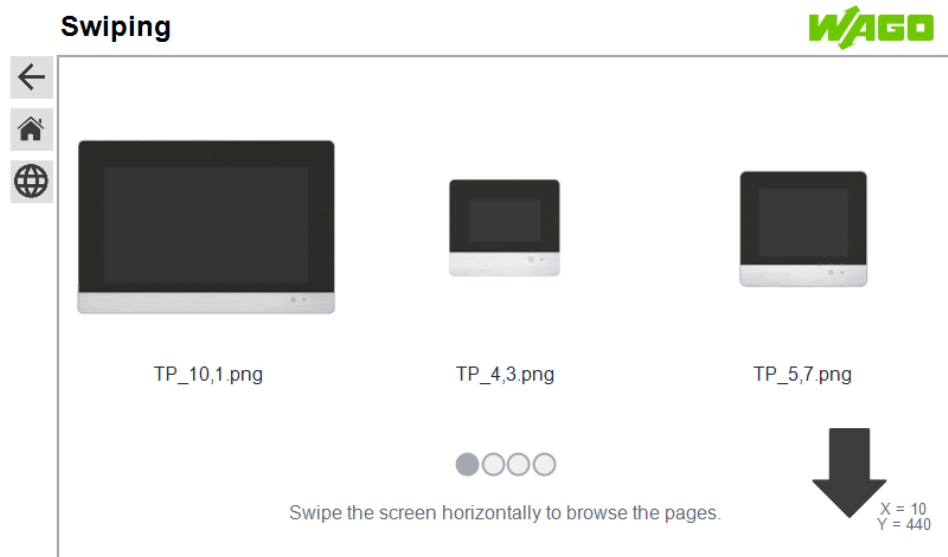 Swiping
WAGO
TP_10,1.png
TP_4,3.png
TP_5,7.png
Swipe the screen horizontally to browse the pages.
X = 10
Y = 440